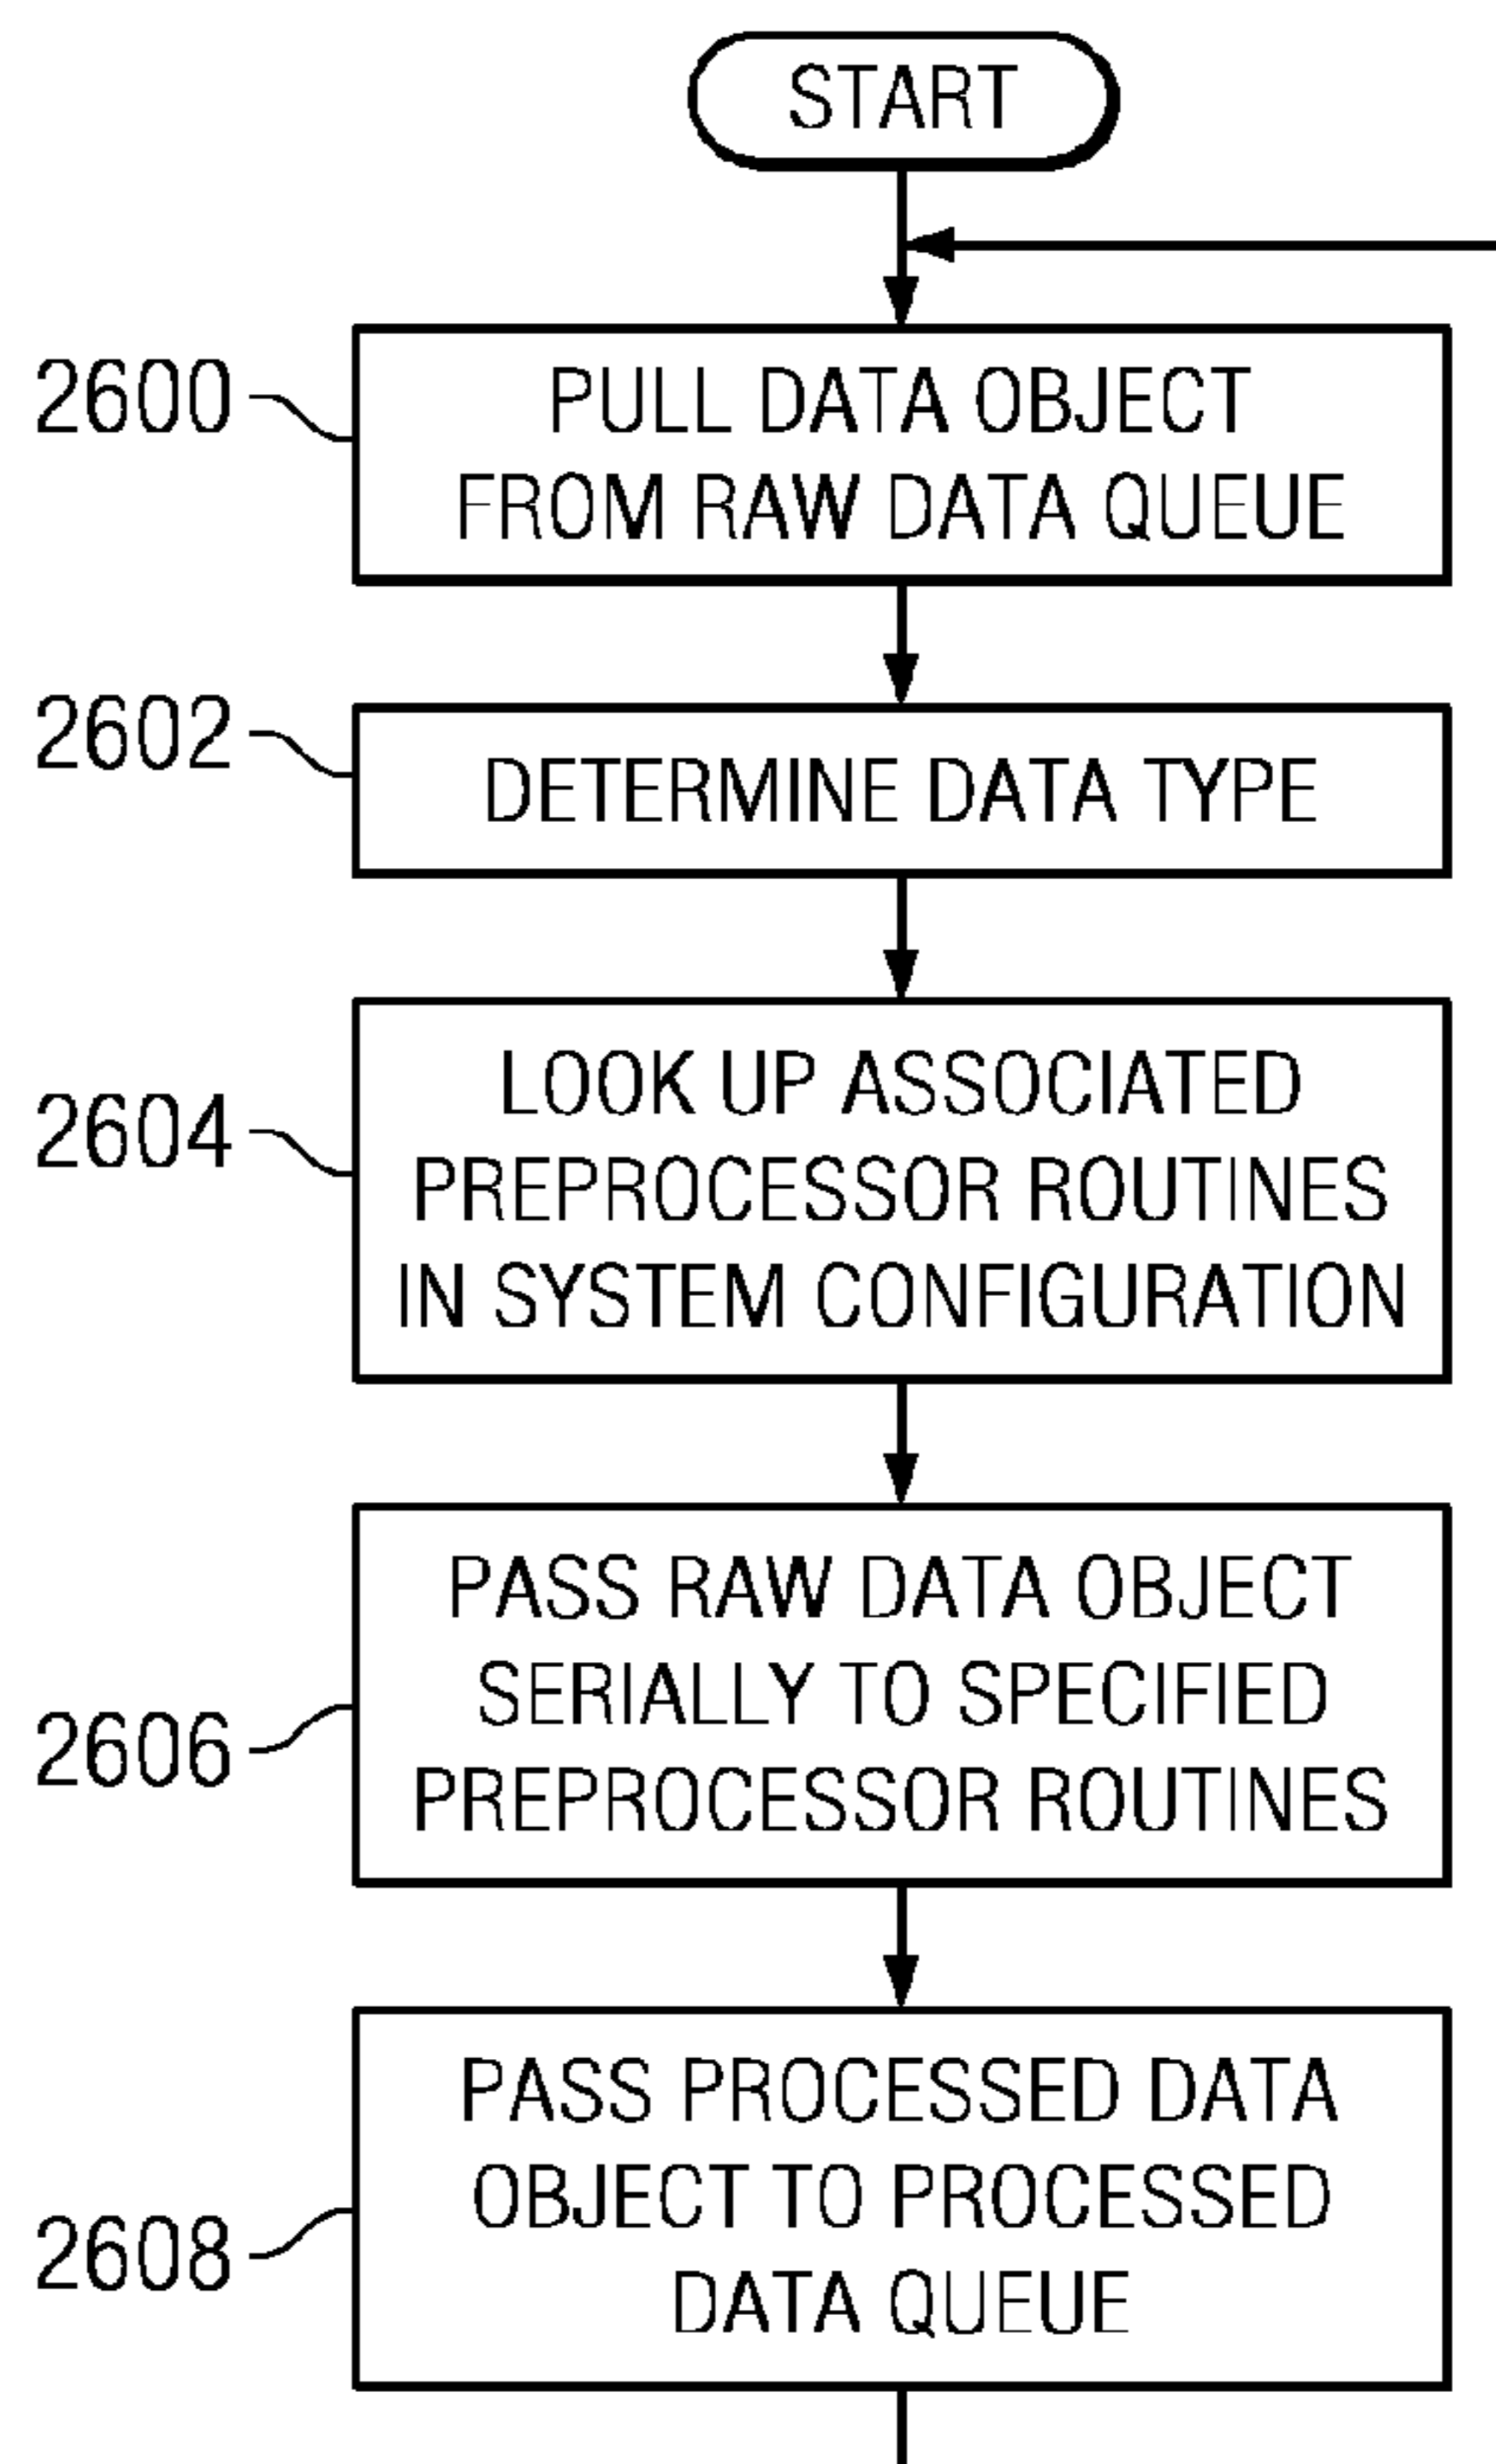 START
2600
PULL DATA OBJECT
FROM RAW DATA QUEUE
2602
DETERMINE DATA TYPE
2604
LOOK UP ASSOCIATED
PREPROCESSOR ROUTINES
IN SYSTEM CONFIGURATION
2606
PASS RAW DATA OBJECT
SERIALLY TO SPECIFIED
PREPROCESSOR ROUTINES
2608
PASS PROCESSED DATA
OBJECT TO PROCESSED
DATA QUEUE